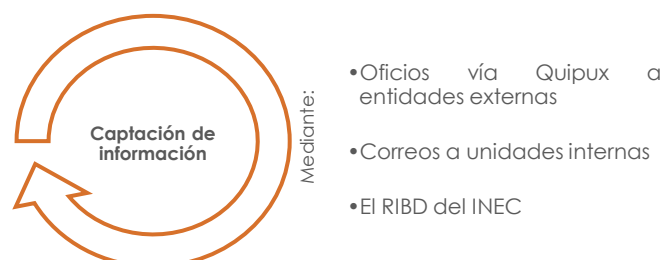 Captación de
información
Mediante:
•Oficios vía Quipux a
entidades externas
•Correos a unidades internas
•El RIBD del INEC